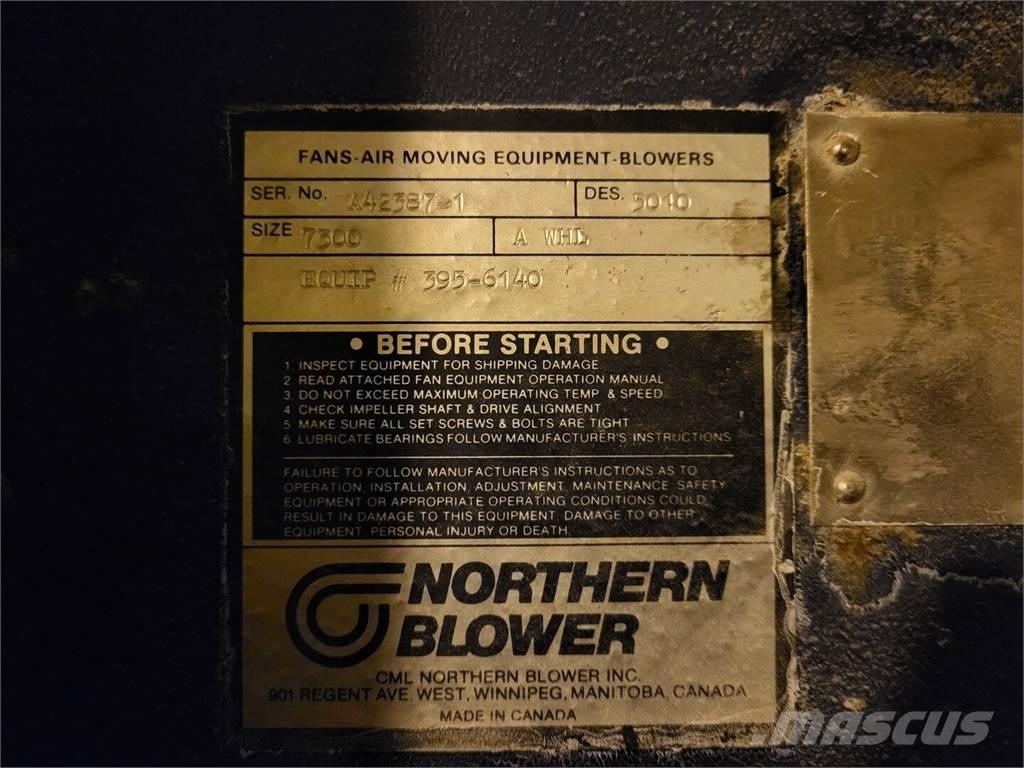 FANS-AIR MOVING EQUIPMENT-BLOWERS
SER. No. A42387-1 DES. 5010
SIZE 7300 A WHL
EQUIP # 395-6140
• BEFORE STARTING •
1 INSPECT EQUIPMENT FOR SHIPPING DAMAGE
2 READ ATTACHED FAN EQUIPMENT OPERATION MANUAL
3 DO NOT EXCEED MAXIMUM OPERATING TEMP & SPEED
4 CHECK IMPELLER SHAFT & DRIVE ALIGNMENT
5 MAKE SURE ALL SET SCREWS & BOLTS ARE TIGHT
6 LUBRICATE BEARINGS FOLLOW MANUFACTURER'S INSTRUCTIONS
FAILURE TO FOLLOW MANUFACTURER'S INSTRUCTIONS AS TO
OPERATION, INSTALLATION, ADJUSTMENT, MAINTENANCE SAFETY
EQUIPMENT OR APPROPRIATE OPERATING CONDITIONS COULD
RESULT IN DAMAGE TO THIS EQUIPMENT, DAMAGE TO OTHER
EQUIPMENT, PERSONAL INJURY OR DEATH
NORTHERN
BLOWER
CML NORTHERN BLOWER INC.
901 REGENT AVE. WEST, WINNIPEG, MANITOBA, CANADA
MADE IN CANADA
MASCUS